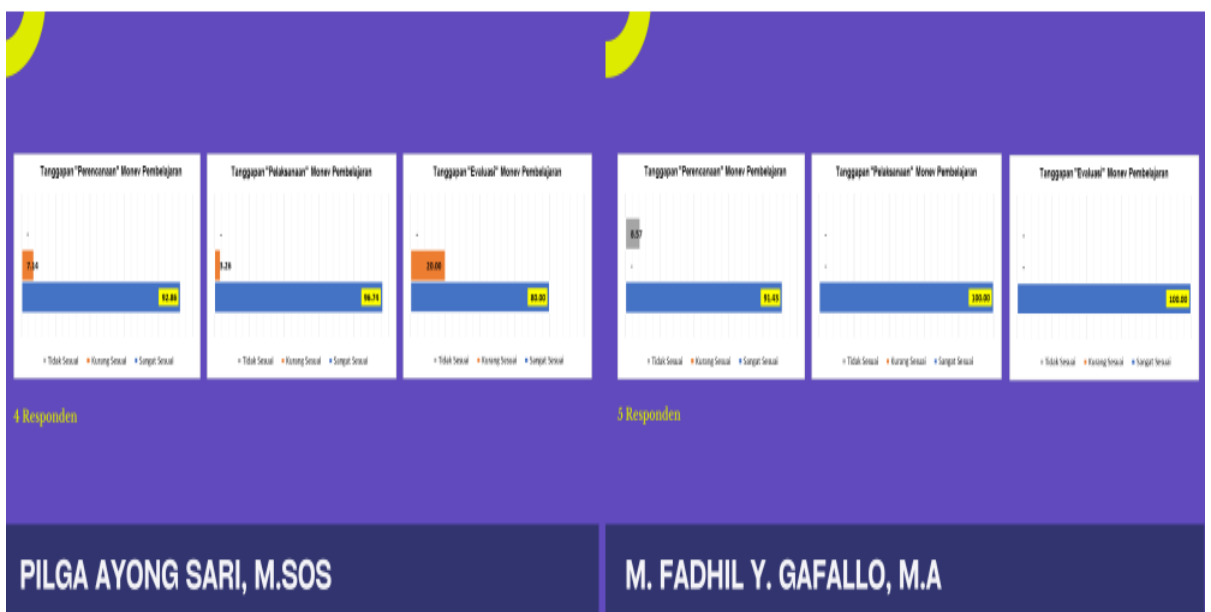 Tanggapan "Perencanaan" Monev Pembelajaran
-
7.14
92.86
Tidak Sesuai Kurang Sesuai Sangat Sesuai
Tanggapan "Pelaksanaan" Monev Pembelajaran
-
3.26
96.74
Tidak Sesuai Kurang Sesuai Sangat Sesuai
Tanggapan "Evaluasi" Monev Pembelajaran
-
20.00
80.00
Tidak Sesuai Kurang Sesuai Sangat Sesuai
4 Responden
PILGA AYONG SARI, M.SOS
Tanggapan "Perencanaan" Monev Pembelajaran
8.57
-
91.43
Tidak Sesuai Kurang Sesuai Sangat Sesuai
Tanggapan "Pelaksanaan" Monev Pembelajaran
-
-
100.00
Tidak Sesuai Kurang Sesuai Sangat Sesuai
Tanggapan "Evaluasi" Monev Pembelajaran
-
-
100.00
Tidak Sesuai Kurang Sesuai Sangat Sesuai
5 Responden
M. FADHIL Y. GAFALLO, M.A